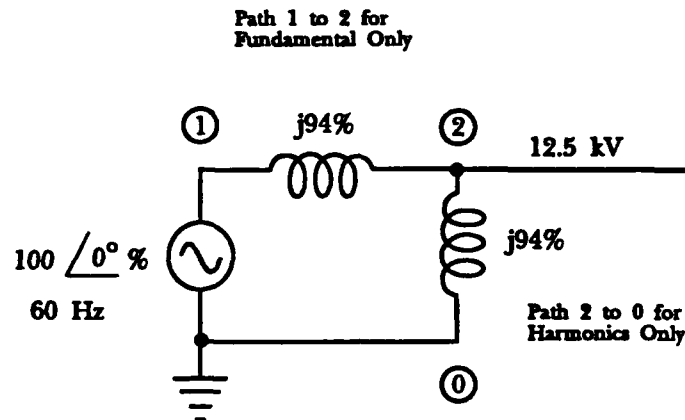 Path 1 to 2 for
Fundamental Only
1
j94%
2
12.5 kV
100 ∠0° %
60 Hz
j94%
Path 2 to 0 for
Harmonics Only
0